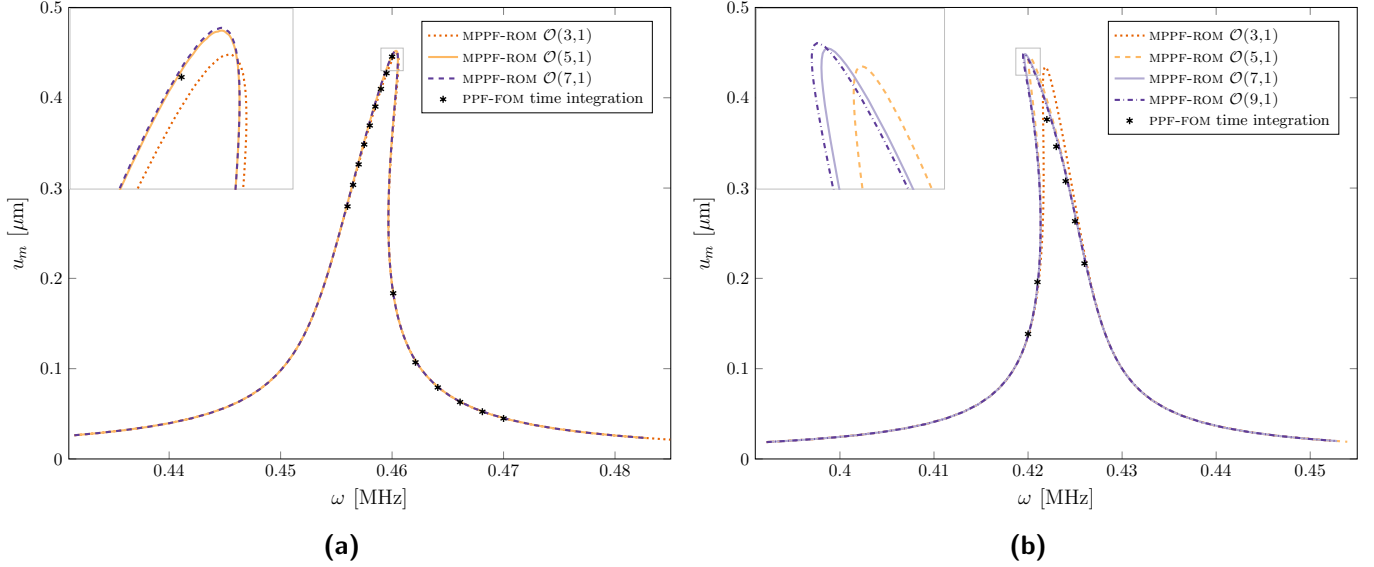 0.5
0.4
0.3
0.2
0.1
0
u_m [μm]
0.44 0.45 0.46 0.47 0.48
ω [MHz]
MPPF-ROM O(3,1)
MPPF-ROM O(5,1)
MPPF-ROM O(7,1)
PPF-FOM time integration
(a)
0.5
0.4
0.3
0.2
0.1
0
u_m [μm]
0.4 0.41 0.42 0.43 0.44 0.45
ω [MHz]
MPPF-ROM O(3,1)
MPPF-ROM O(5,1)
MPPF-ROM O(7,1)
MPPF-ROM O(9,1)
PPF-FOM time integration
(b)